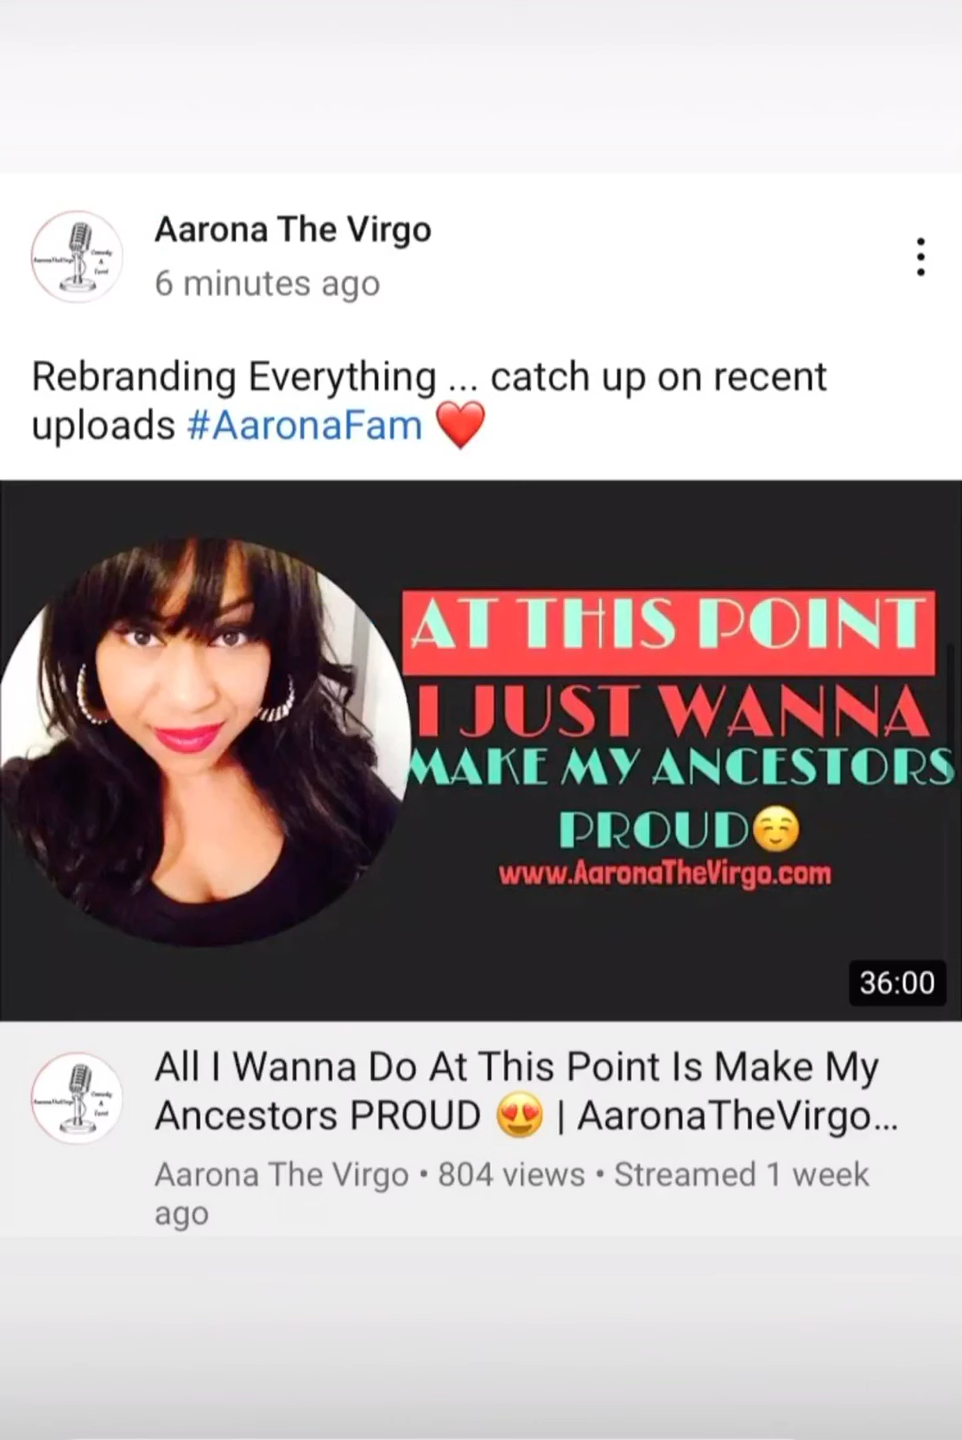 Aarona The Virgo
6 minutes ago
Rebranding Everything ... catch up on recent
uploads #AaronaFam ❤️
AT THIS POINT
I JUST WANNA
MAKE MY ANCESTORS
PROUD☺️
www.AaronaTheVirgo.com
36:00
All I Wanna Do At This Point Is Make My
Ancestors PROUD 😍 | AaronaTheVirgo...
Aarona The Virgo • 804 views • Streamed 1 week
ago